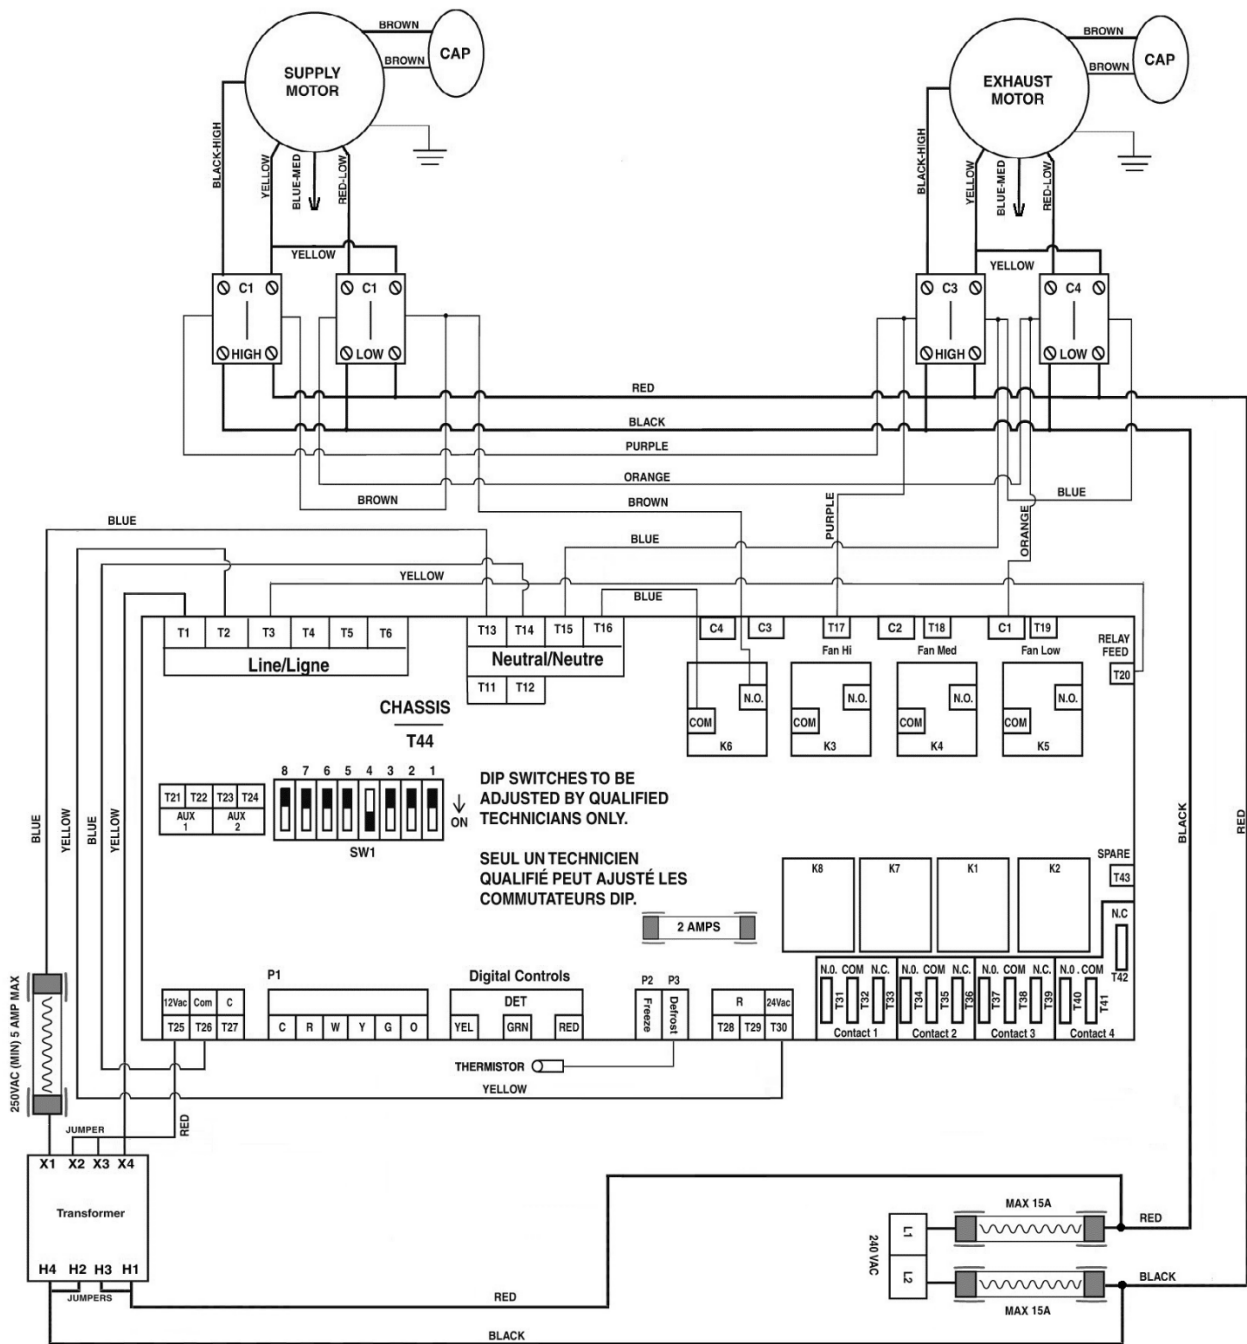 BROWN
BROWN
CAP
SUPPLY
MOTOR
BLACK-HIGH
YELLOW
BLUE-MED
RED-LOW
YELLOW
BROWN
BROWN
CAP
EXHAUST
MOTOR
BLACK-HIGH
YELLOW
BLUE-MED
RED-LOW
YELLOW
C1
HIGH
C1
LOW
C3
HIGH
C4
LOW
RED
BLACK
PURPLE
ORANGE
BROWN
BROWN
BLUE
PURPLE
ORANGE
BLUE
BLUE
YELLOW
BLUE
T1 T2 T3 T4 T5 T6
Line/Ligne
T13 T14 T15 T16
Neutral/Neutre
T11 T12
C4 C3 T17 C2 T18 C1 T19
Fan Hi Fan Med Fan Low
RELAY
FEED
T20
N.O.
COM
K6
N.O.
COM
K3
N.O.
COM
K4
N.O.
COM
K5
CHASSIS
T44
8 7 6 5 4 3 2 1
ON
SW1
T21 T22 T23 T24
AUX
1
AUX
2
DIP SWITCHES TO BE
ADJUSTED BY QUALIFIED
TECHNICIANS ONLY.
SEUL UN TECHNICIEN
QUALIFIÉ PEUT AJUSTÉ LES
COMMUTATEURS DIP.
2 AMPS
BLUE
YELLOW
BLUE
YELLOW
BLACK
RED
K8 K7 K1 K2
SPARE
T43
N.C
T42
12Vac Com C
T25 T26 T27
P1
C R W Y G O
Digital Controls
DET
YEL GRN RED
P2 P3
Freeze
Defrost
R 24Vac
T28 T29 T30
N.O. COM N.C.
T31 T32 T33
Contact 1
N.O. COM N.C.
T34 T35 T36
Contact 2
N.O. COM N.C.
T37 T38 T39
Contact 3
N.O. COM
T40 T41
Contact 4
THERMISTOR
YELLOW
250VAC (MIN) 5 AMP MAX
JUMPER
RED
X1 X2 X3 X4
Transformer
H4 H2 H3 H1
JUMPERS
RED
BLACK
240 VAC
L1
L2
MAX 15A
RED
BLACK
MAX 15A